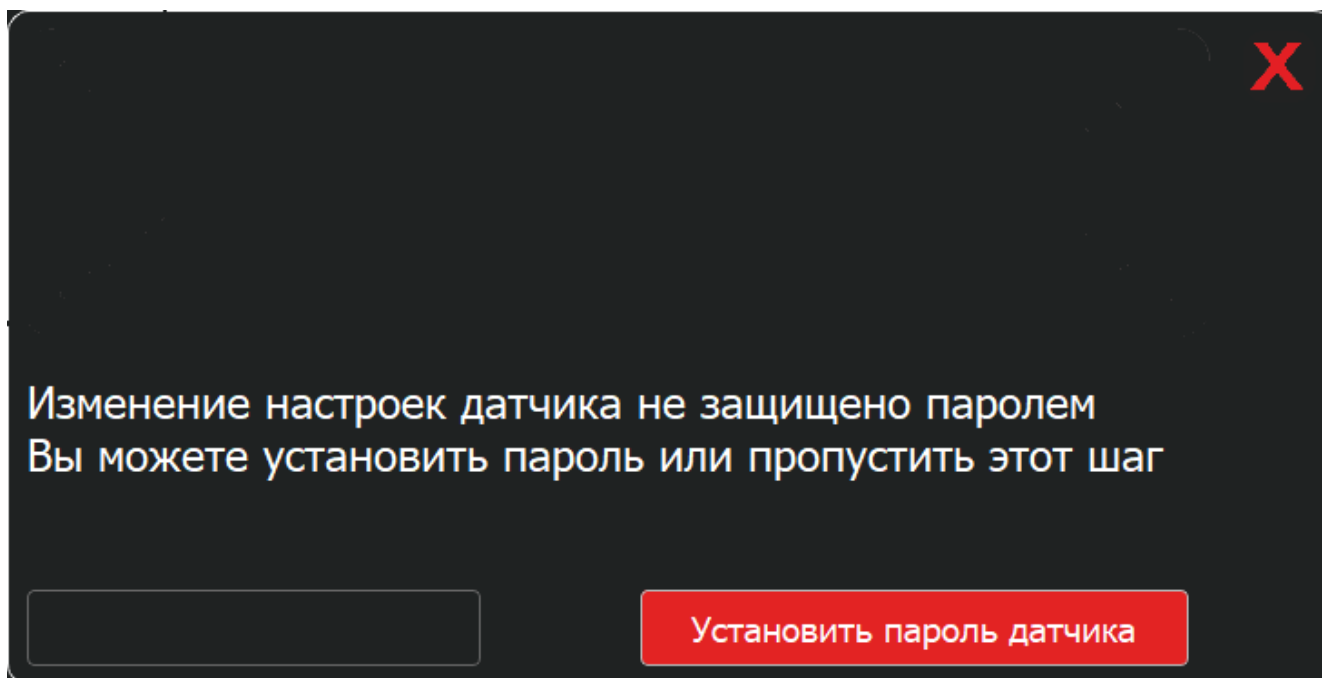 X
Изменение настроек датчика не защищено паролем
Вы можете установить пароль или пропустить этот шаг
Установить пароль датчика